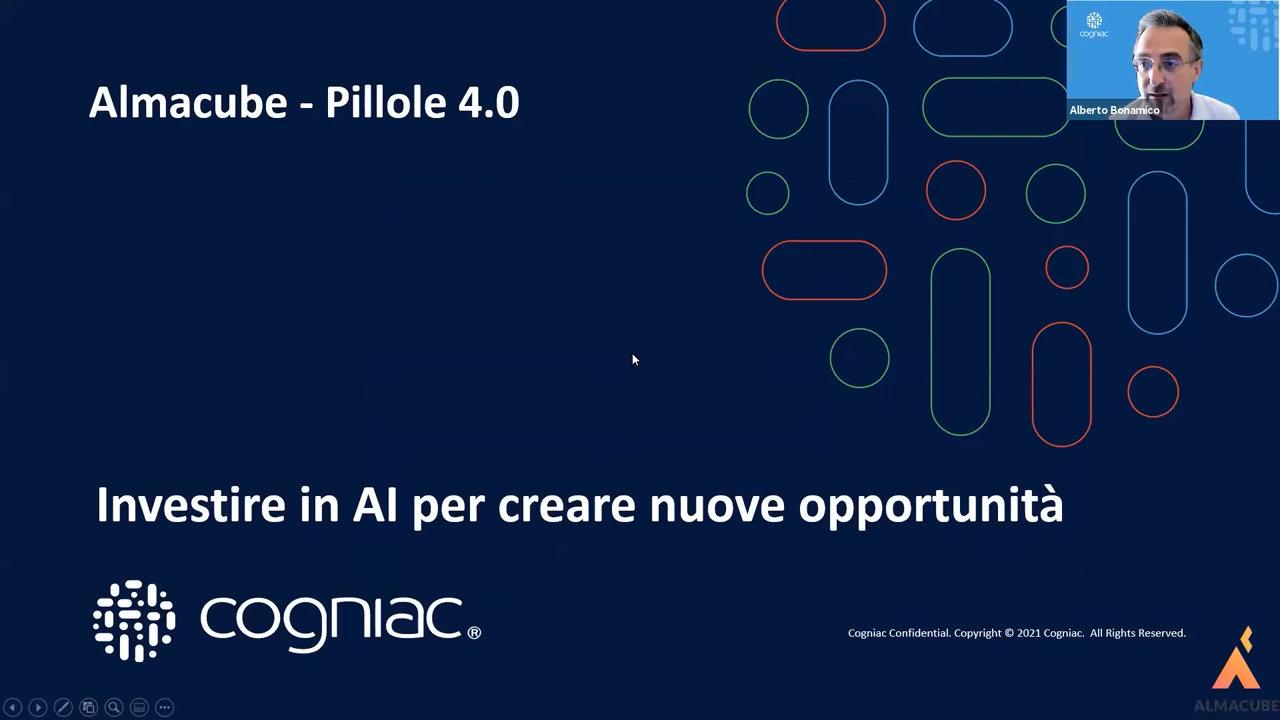 Almacube - Pillole 4.0
cogniac
Alberto Bonamico
Investire in AI per creare nuove opportunità
cogniac®
Cogniac Confidential. Copyright © 2021 Cogniac. All Rights Reserved.
ALMACUBE